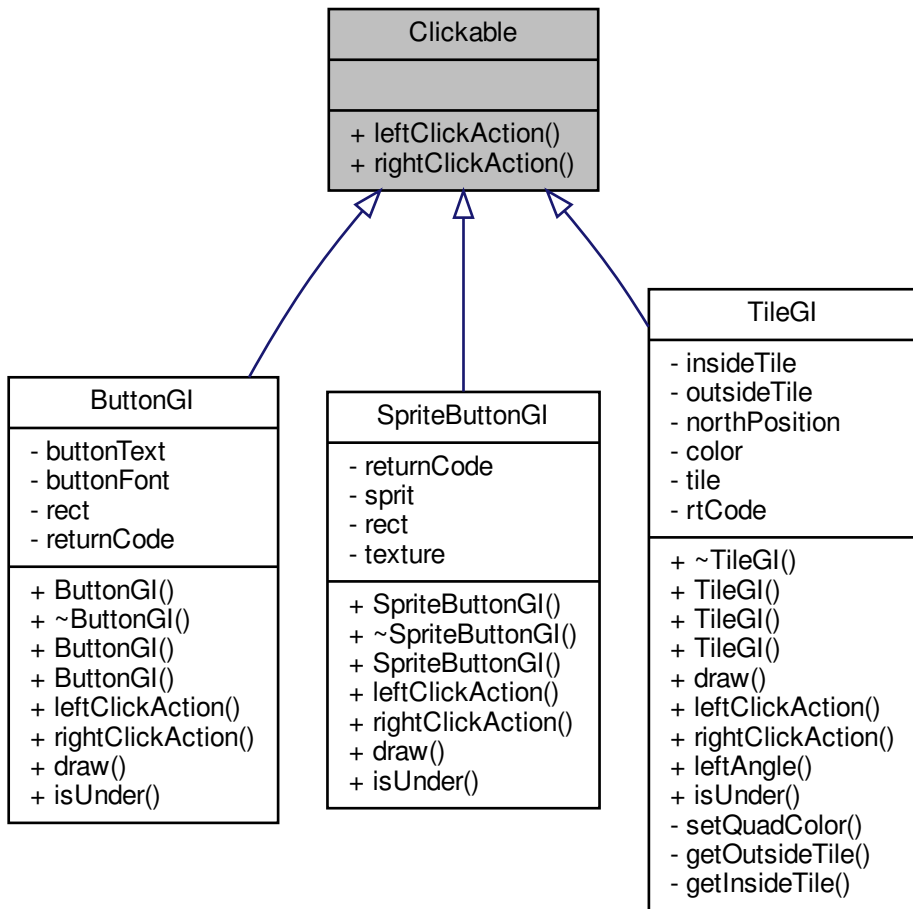 Clickable
+ leftClickAction()
+ rightClickAction()
ButtonGI
- buttonText
- buttonFont
- rect
- returnCode
+ ButtonGI()
+ ~ButtonGI()
+ ButtonGI()
+ ButtonGI()
+ leftClickAction()
+ rightClickAction()
+ draw()
+ isUnder()
SpriteButtonGI
- returnCode
- sprit
- rect
- texture
+ SpriteButtonGI()
+ ~SpriteButtonGI()
+ SpriteButtonGI()
+ leftClickAction()
+ rightClickAction()
+ draw()
+ isUnder()
TileGI
- insideTile
- outsideTile
- northPosition
- color
- tile
- rtCode
+ ~TileGI()
+ TileGI()
+ TileGI()
+ TileGI()
+ draw()
+ leftClickAction()
+ rightClickAction()
+ leftAngle()
+ isUnder()
- setQuadColor()
- getOutsideTile()
- getInsideTile()